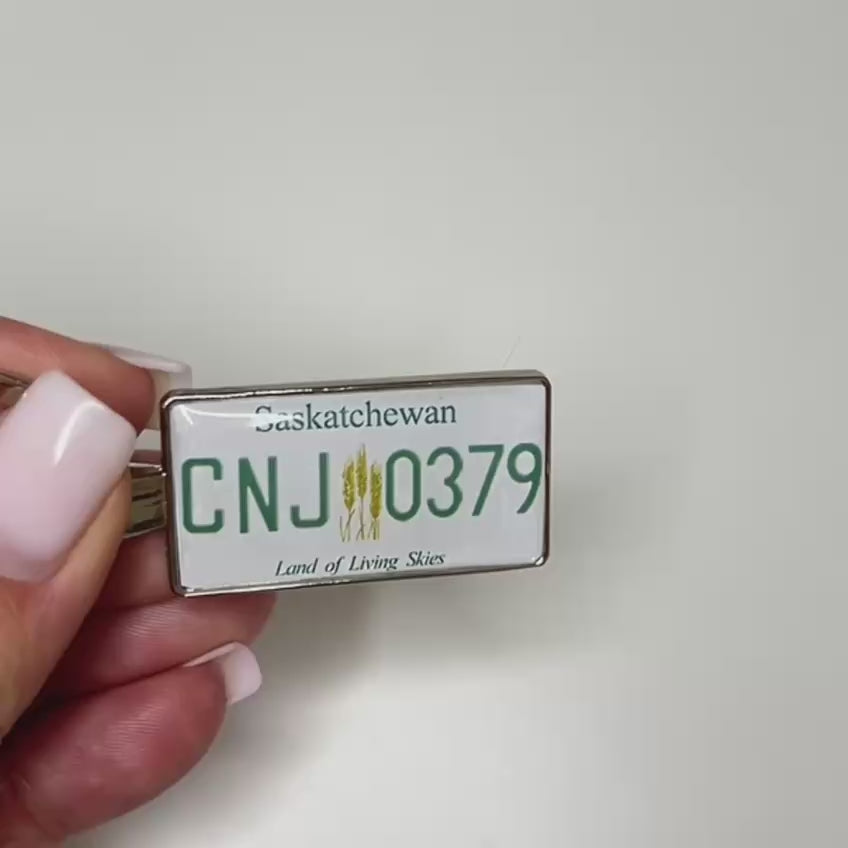 Saskatchewan
CNJ 0379
Land of Living Skies